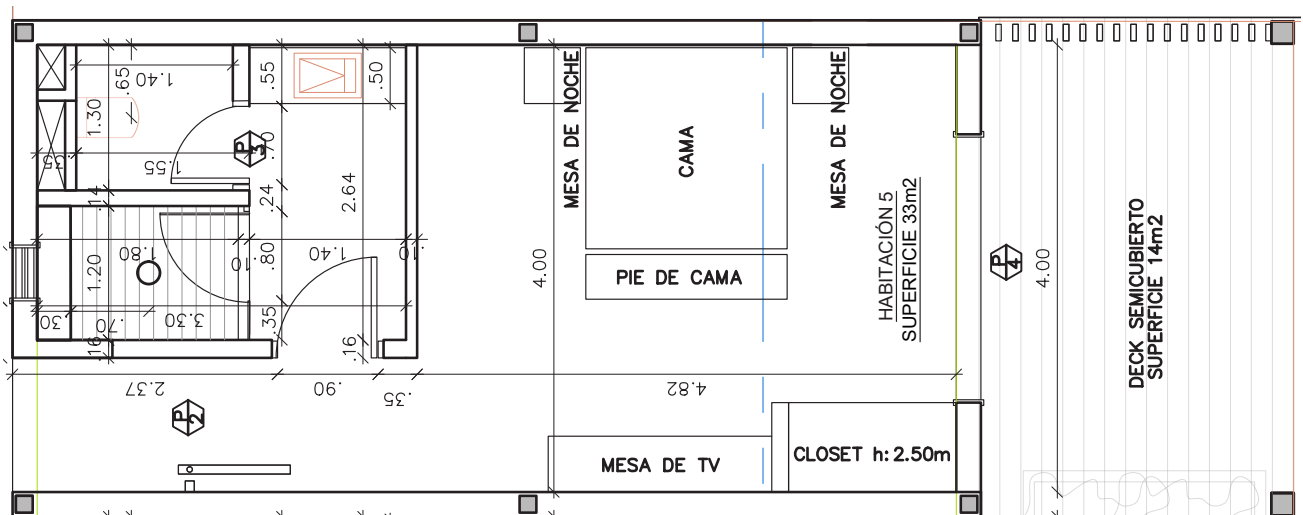 1.40
.65
1.30
.55
.50
P
3
.70
.35
1.55
.14
.24
2.64
1.80
.10
1.40
.10
.80
1.20
.30
.70
3.30
.35
.16
.16
2.37
.90
.35
4.82
P
2
MESA DE NOCHE
CAMA
MESA DE NOCHE
PIE DE CAMA
4.00
HABITACIÓN 5
SUPERFICIE 33m2
MESA DE TV
CLOSET h: 2.50m
P
4
4.00
DECK SEMICUBIERTO
SUPERFICIE 14m2